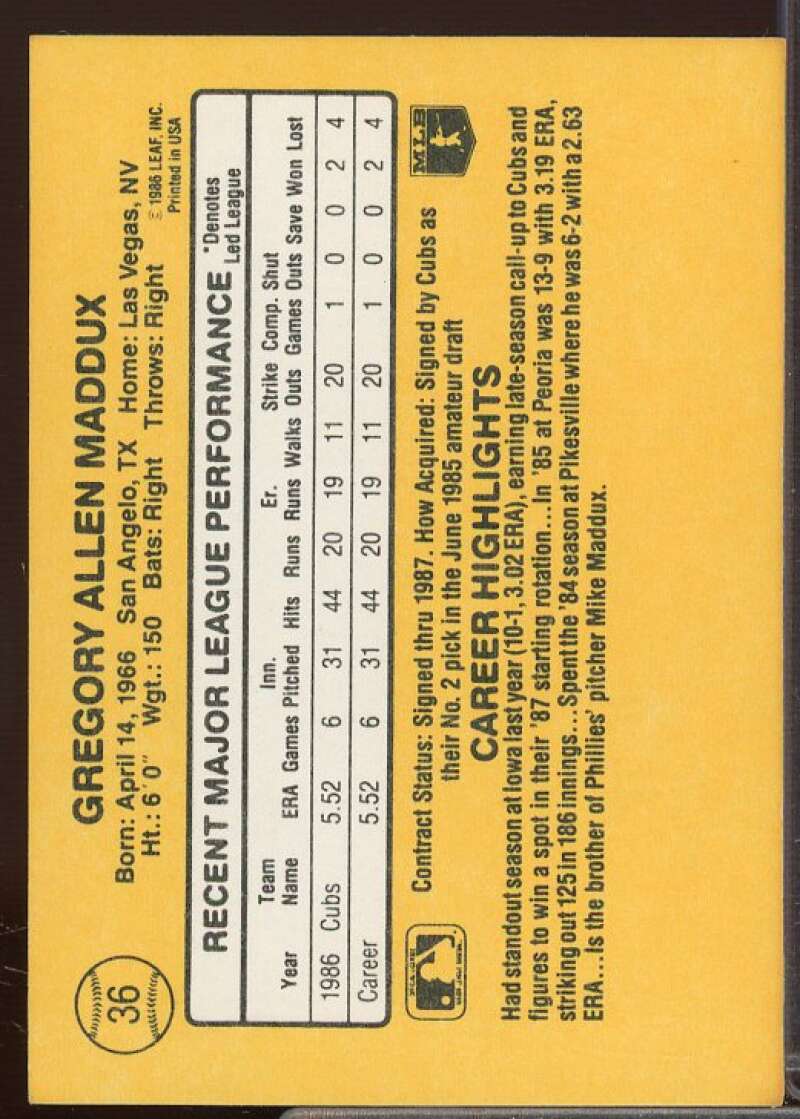 36
GREGORY ALLEN MADDUX
Born: April 14, 1966 San Angelo, TX Home: Las Vegas, NV
Ht.: 6'0" Wgt.: 150 Bats: Right Throws: Right
© 1986 LEAF, INC.
Printed in USA
RECENT MAJOR LEAGUE PERFORMANCE
*Denotes
Led League
Team Inn. Er. Strike Comp. Shut
Year Name ERA Games Pitched Hits Runs Runs Walks Outs Games Outs Save Won Lost
1986 Cubs 5.52 6 31 44 20 19 11 20 1 0 0 2 4
Career 5.52 6 31 44 20 19 11 20 1 0 0 2 4
Contract Status: Signed thru 1987. How Acquired: Signed by Cubs as
their No. 2 pick in the June 1985 amateur draft
MLB
CAREER HIGHLIGHTS
Had standout season at Iowa last year (10-1, 3.02 ERA), earning late-season call-up to Cubs and
figures to win a spot in their '87 starting rotation...In '85 at Peoria was 13-9 with 3.19 ERA,
striking out 125 in 186 innings...Spent the '84 season at Pikesville where he was 6-2 with a 2.63
ERA...Is the brother of Phillies' pitcher Mike Maddux.